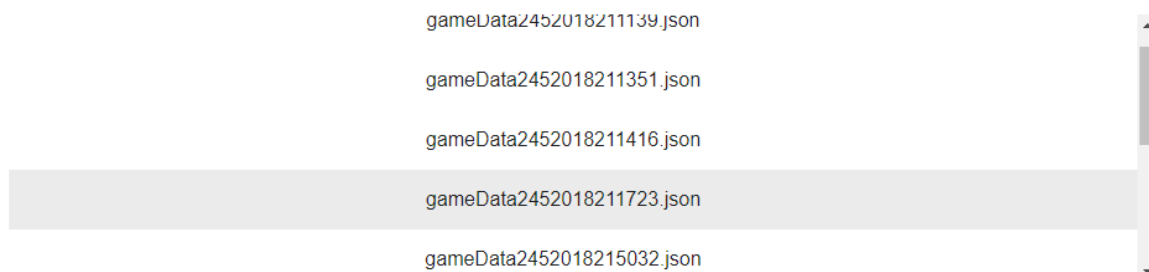 gameData2452018211139.json
gameData2452018211351.json
gameData2452018211416.json
gameData2452018211723.json
gameData2452018215032.json